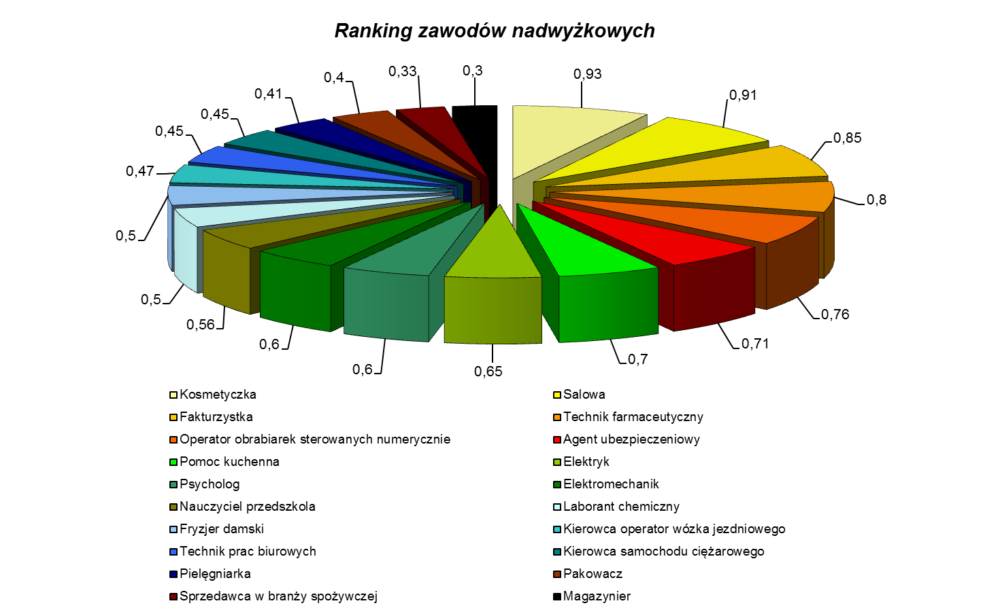 Ranking zawodów nadwyżkowych
0,3
0,33
0,93
0,4
0,41
0,91
0,45
0,45
0,85
0,47
0,8
0,5
0,5
0,76
0,56
0,6
0,71
0,6
0,65
0,7
Kosmetyczka
Salowa
Fakturzystka
Technik farmaceutyczny
Operator obrabiarek sterowanych numerycznie
Agent ubezpieczeniowy
Pomoc kuchenna
Elektryk
Psycholog
Elektromechanik
Nauczyciel przedszkola
Laborant chemiczny
Fryzjer damski
Kierowca operator wózka jezdniowego
Technik prac biurowych
Kierowca samochodu ciężarowego
Pielęgniarka
Pakowacz
Sprzedawca w branży spożywczej
Magazynier